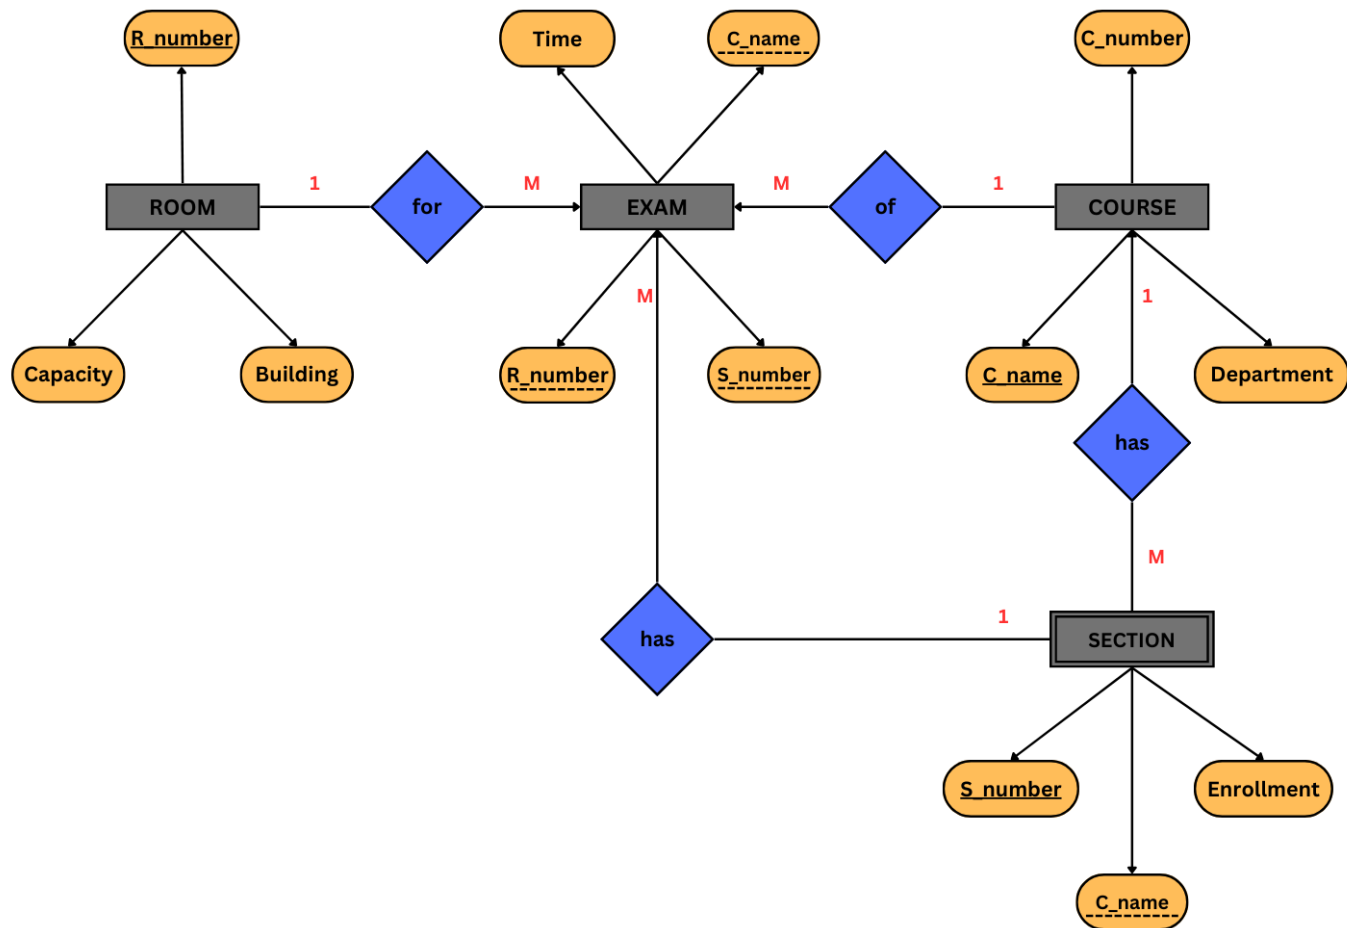 R_number
Time
C_name
C_number
ROOM
1
for
M
EXAM
M
of
1
COURSE
M
1
Capacity
Building
R_number
S_number
C_name
Department
has
M
has
1
SECTION
S_number
Enrollment
C_name